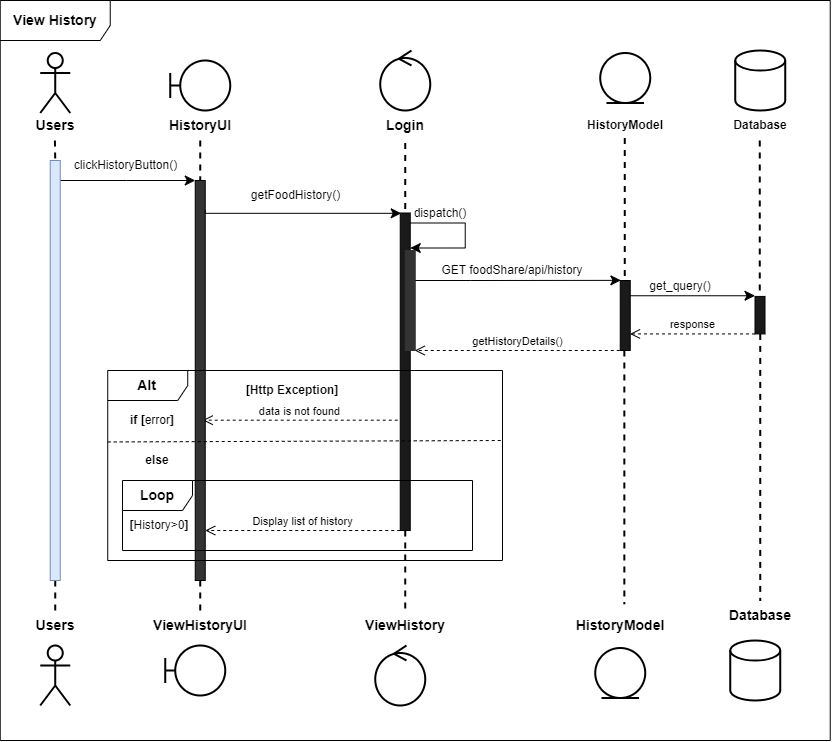 View History
Users
HistoryUI
Login
HistoryModel
Database
clickHistoryButton()
getFoodHistory()
dispatch()
GET foodShare/api/history
get_query()
response
getHistoryDetails()
Alt
[Http Exception]
if [error]
data is not found
else
Loop
[History>0]
Display list of history
Users
ViewHistoryUI
ViewHistory
HistoryModel
Database